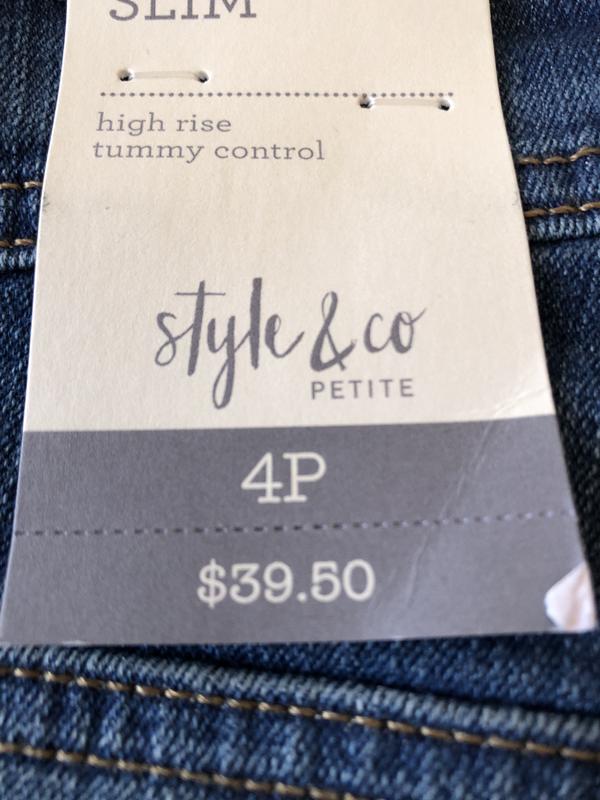 SLIM
high rise
tummy control
style & co
PETITE
4P
$39.50